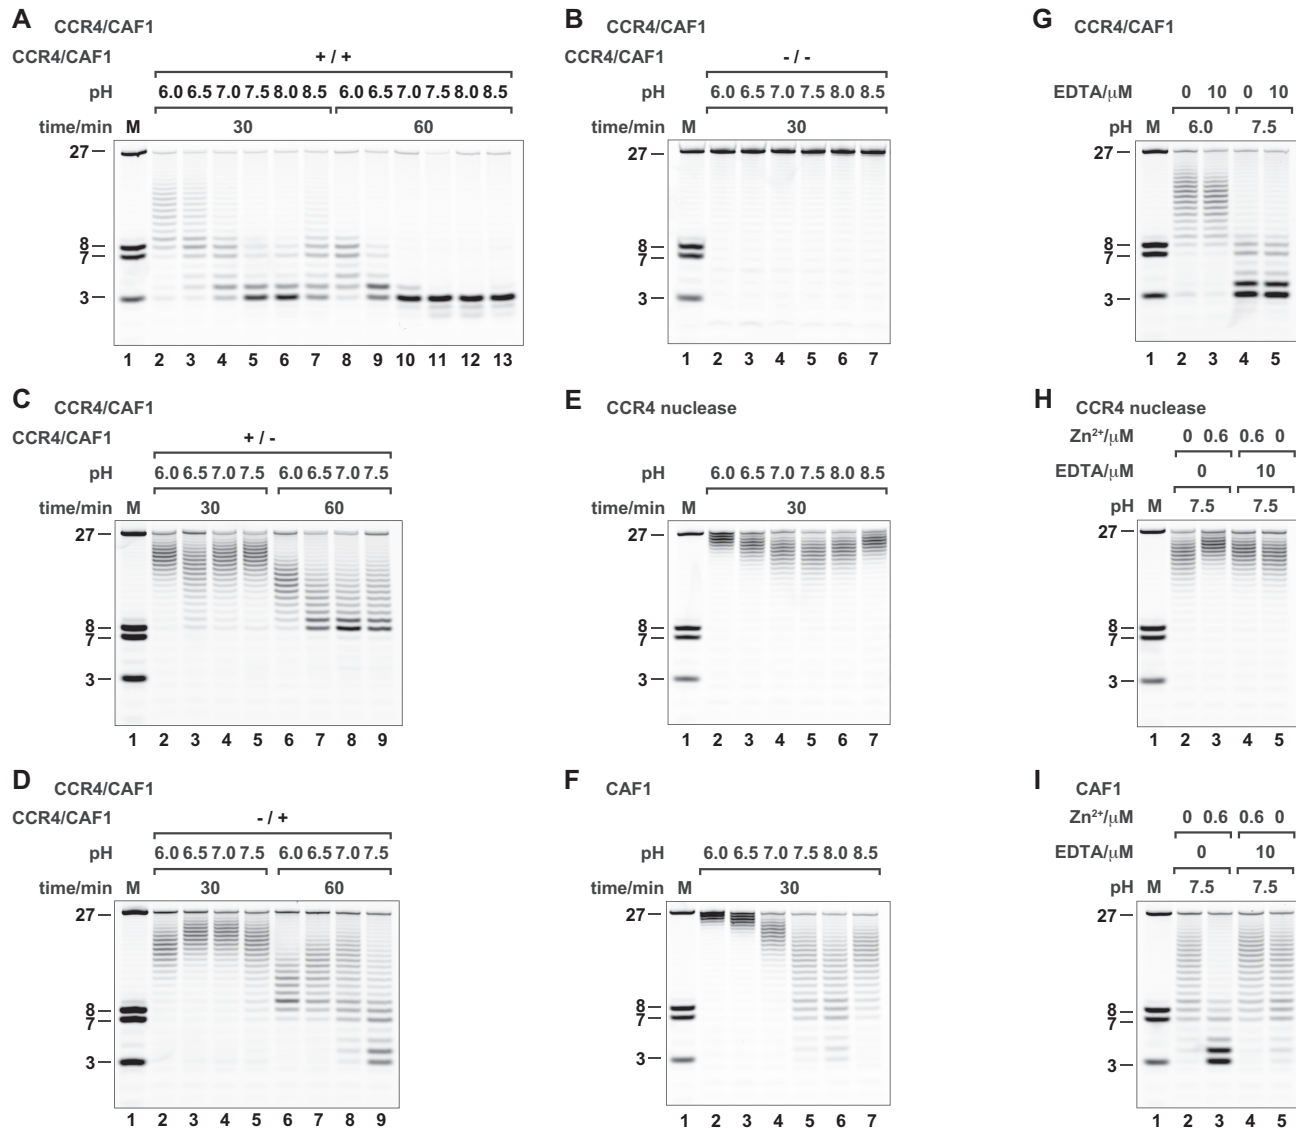 A CCR4/CAF1
CCR4/CAF1 + / +
pH 6.0 6.5 7.0 7.5 8.0 8.5 6.0 6.5 7.0 7.5 8.0 8.5
time/min M 30 60
27
8
7
3
1 2 3 4 5 6 7 8 9 10 11 12 13
B CCR4/CAF1
CCR4/CAF1 - / -
pH 6.0 6.5 7.0 7.5 8.0 8.5
time/min M 30
27
8
7
3
1 2 3 4 5 6 7
G CCR4/CAF1
EDTA/μM 0 10 0 10
pH M 6.0 7.5
27
8
7
3
1 2 3 4 5
C CCR4/CAF1
CCR4/CAF1 + / -
pH 6.0 6.5 7.0 7.5 6.0 6.5 7.0 7.5
time/min M 30 60
27
8
7
3
1 2 3 4 5 6 7 8 9
E CCR4 nuclease
pH 6.0 6.5 7.0 7.5 8.0 8.5
time/min M 30
27
8
7
3
1 2 3 4 5 6 7
H CCR4 nuclease
Zn²⁺/μM 0 0.6 0.6 0
EDTA/μM 0 10
pH M 7.5 7.5
27
8
7
3
1 2 3 4 5
D CCR4/CAF1
CCR4/CAF1 - / +
pH 6.0 6.5 7.0 7.5 6.0 6.5 7.0 7.5
time/min M 30 60
27
8
7
3
1 2 3 4 5 6 7 8 9
F CAF1
pH 6.0 6.5 7.0 7.5 8.0 8.5
time/min M 30
27
8
7
3
1 2 3 4 5 6 7
I CAF1
Zn²⁺/μM 0 0.6 0.6 0
EDTA/μM 0 10
pH M 7.5 7.5
27
8
7
3
1 2 3 4 5